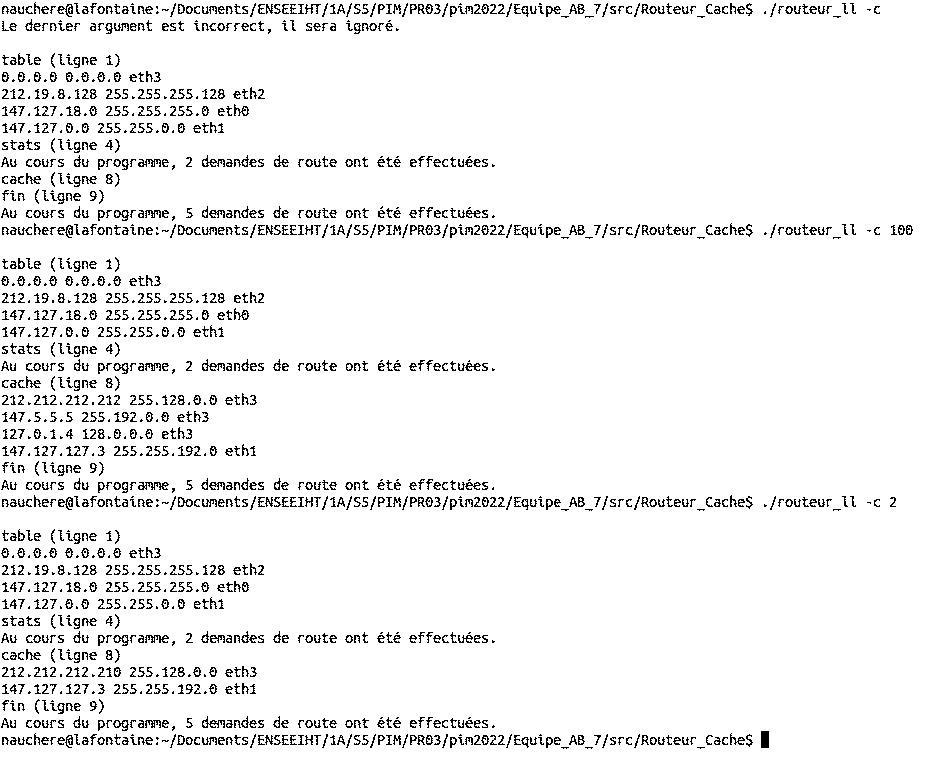 nauchere@lafontaine:~/Documents/ENSEEIHT/1A/S5/PIM/PR03/pim2022/Equipe_AB_7/src/Routeur_Cache$ ./routeur_ll -c
Le dernier argument est incorrect, il sera ignoré.
table (ligne 1)
0.0.0.0 0.0.0.0 eth3
212.19.8.128 255.255.255.128 eth2
147.127.18.0 255.255.255.0 eth0
147.127.0.0 255.255.0.0 eth1
stats (ligne 4)
Au cours du programme, 2 demandes de route ont été effectuées.
cache (ligne 8)
fin (ligne 9)
Au cours du programme, 5 demandes de route ont été effectuées.
nauchere@lafontaine:~/Documents/ENSEEIHT/1A/S5/PIM/PR03/pim2022/Equipe_AB_7/src/Routeur_Cache$ ./routeur_ll -c 100
table (ligne 1)
0.0.0.0 0.0.0.0 eth3
212.19.8.128 255.255.255.128 eth2
147.127.18.0 255.255.255.0 eth0
147.127.0.0 255.255.0.0 eth1
stats (ligne 4)
Au cours du programme, 2 demandes de route ont été effectuées.
cache (ligne 8)
212.212.212.212 255.128.0.0 eth3
147.5.5.5 255.192.0.0 eth3
127.0.1.4 128.0.0.0 eth3
147.127.127.3 255.255.192.0 eth1
fin (ligne 9)
Au cours du programme, 5 demandes de route ont été effectuées.
nauchere@lafontaine:~/Documents/ENSEEIHT/1A/S5/PIM/PR03/pim2022/Equipe_AB_7/src/Routeur_Cache$ ./routeur_ll -c 2
table (ligne 1)
0.0.0.0 0.0.0.0 eth3
212.19.8.128 255.255.255.128 eth2
147.127.18.0 255.255.255.0 eth0
147.127.0.0 255.255.0.0 eth1
stats (ligne 4)
Au cours du programme, 2 demandes de route ont été effectuées.
cache (ligne 8)
212.212.212.210 255.128.0.0 eth3
147.127.127.3 255.255.192.0 eth1
fin (ligne 9)
Au cours du programme, 5 demandes de route ont été effectuées.
nauchere@lafontaine:~/Documents/ENSEEIHT/1A/S5/PIM/PR03/pim2022/Equipe_AB_7/src/Routeur_Cache$